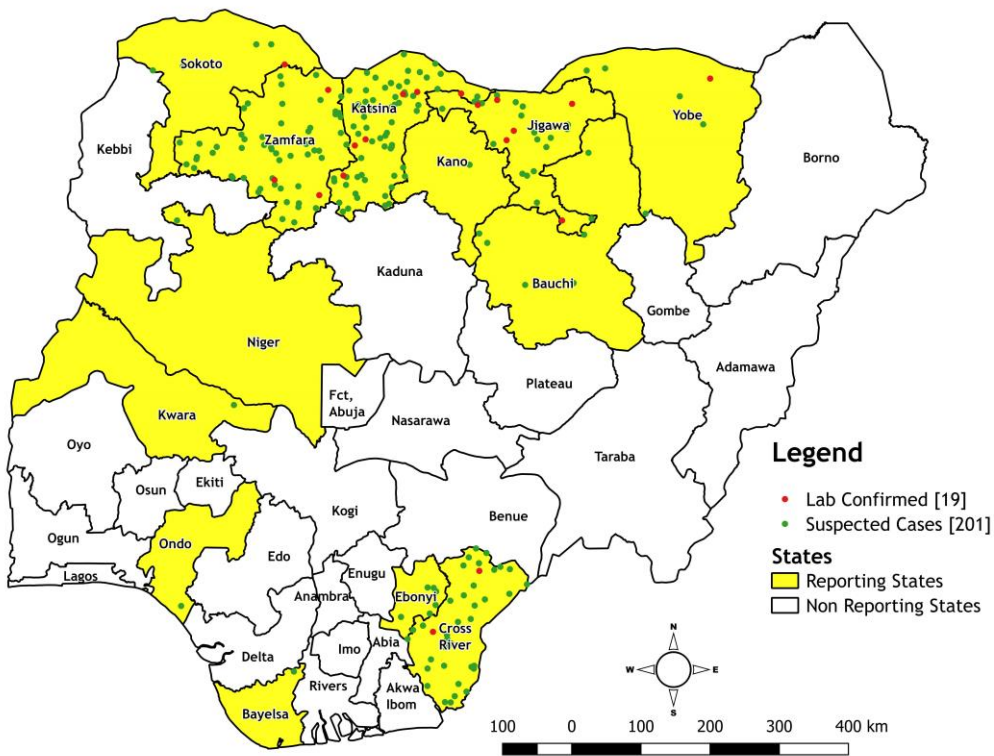 Sokoto
Katsina
Kebbi
Zamfara
Jigawa
Yobe
Kano
Borno
Kaduna
Bauchi
Gombe
Niger
Adamawa
Plateau
Fct,
Abuja
Kwara
Nasarawa
Oyo
Taraba
Osun
Ekiti
Kogi
Benue
Ogun
Ondo
Edo
Lagos
Enugu
Anambra
Ebonyi
Cross
River
Delta
Imo
Abia
Rivers
Akwa
Ibom
Bayelsa
Legend
Lab Confirmed [19]
Suspected Cases [201]
States
Reporting States
Non Reporting States
N
W
E
S
100 0 100 200 300 400 km